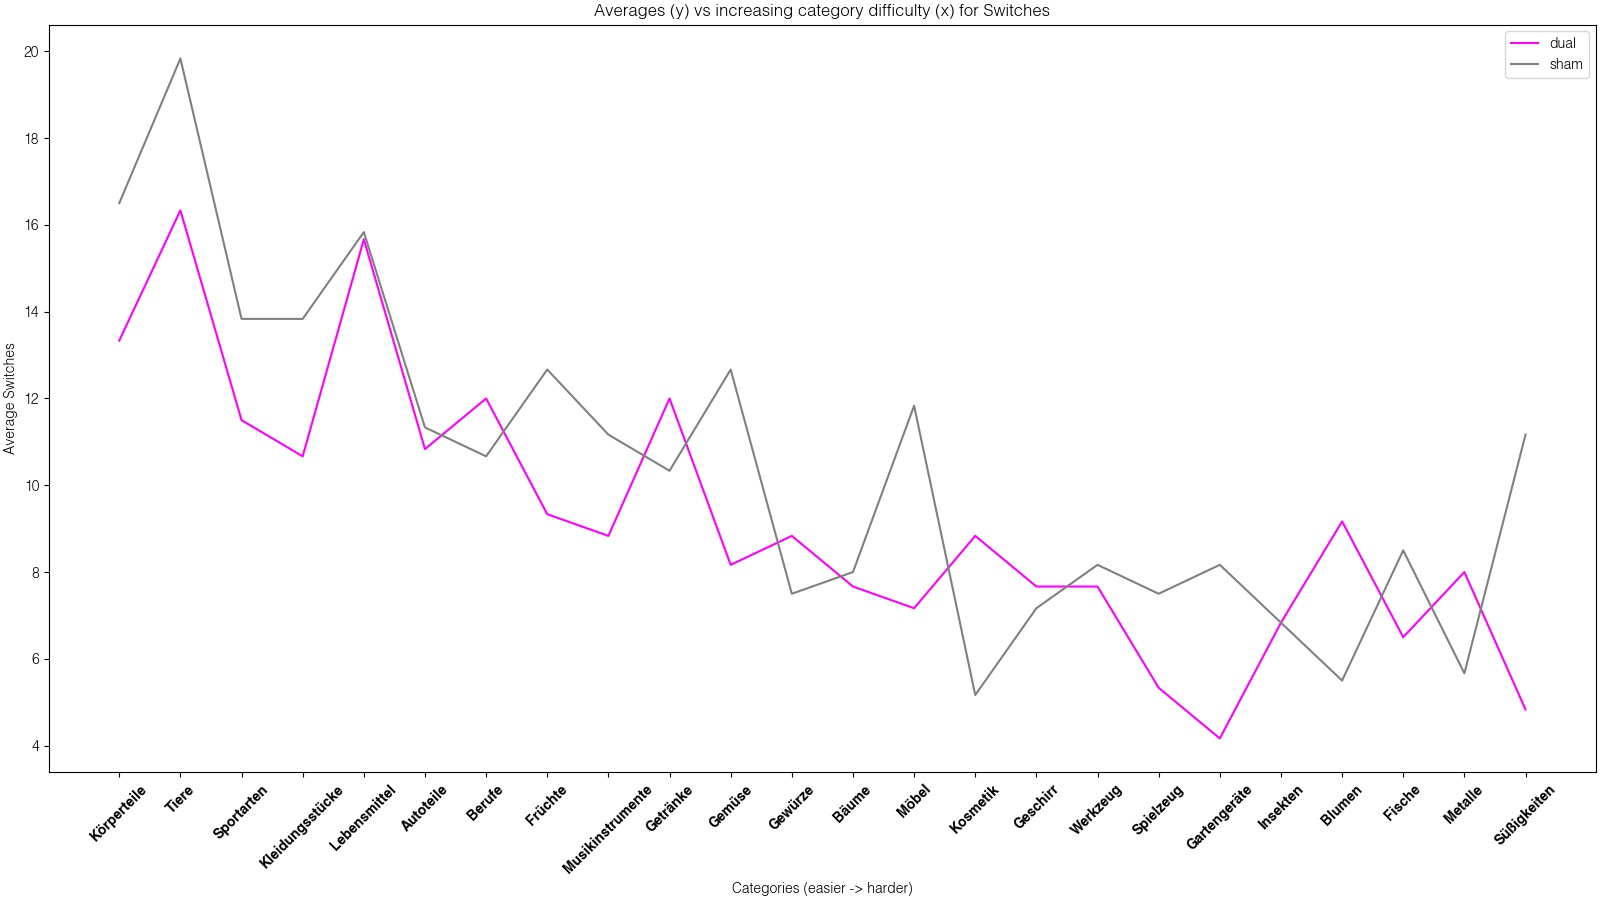 Averages (y) vs increasing category difficulty (x) for Switches
dual
sham
20
18
16
14
12
10
8
6
4
Average Switches
Körperteile
Tiere
Sportarten
Kleidungsstücke
Lebensmittel
Autoteile
Berufe
Früchte
Musikinstrumente
Getränke
Gemüse
Gewürze
Bäume
Möbel
Kosmetik
Geschirr
Werkzeug
Spielzeug
Gartengeräte
Insekten
Blumen
Fische
Metalle
Süßigkeiten
Categories (easier -> harder)